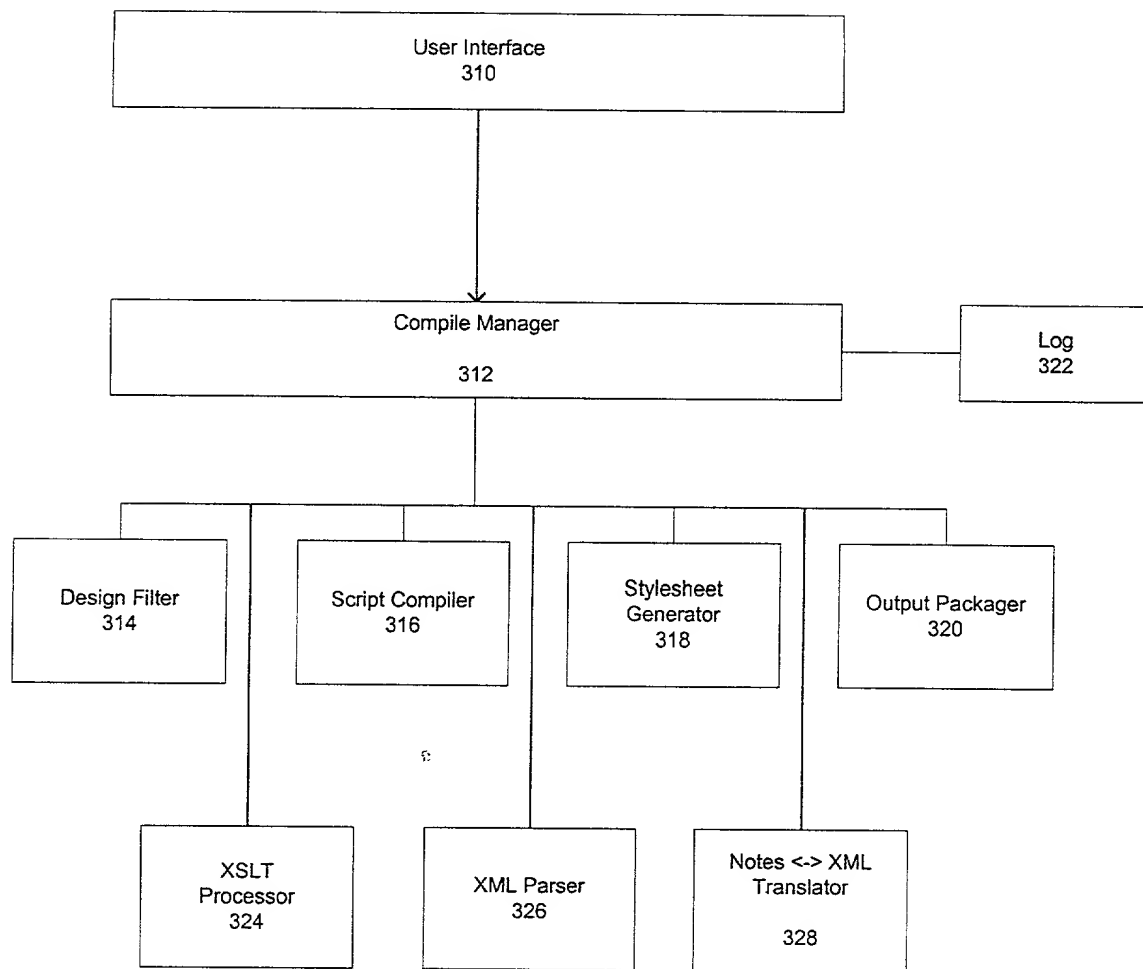 User Interface
310
Compile Manager
312
Log
322
Design Filter
314
Script Compiler
316
Stylesheet
Generator
318
Output Packager
320
XSLT
Processor
324
XML Parser
326
Notes <-> XML
Translator
328